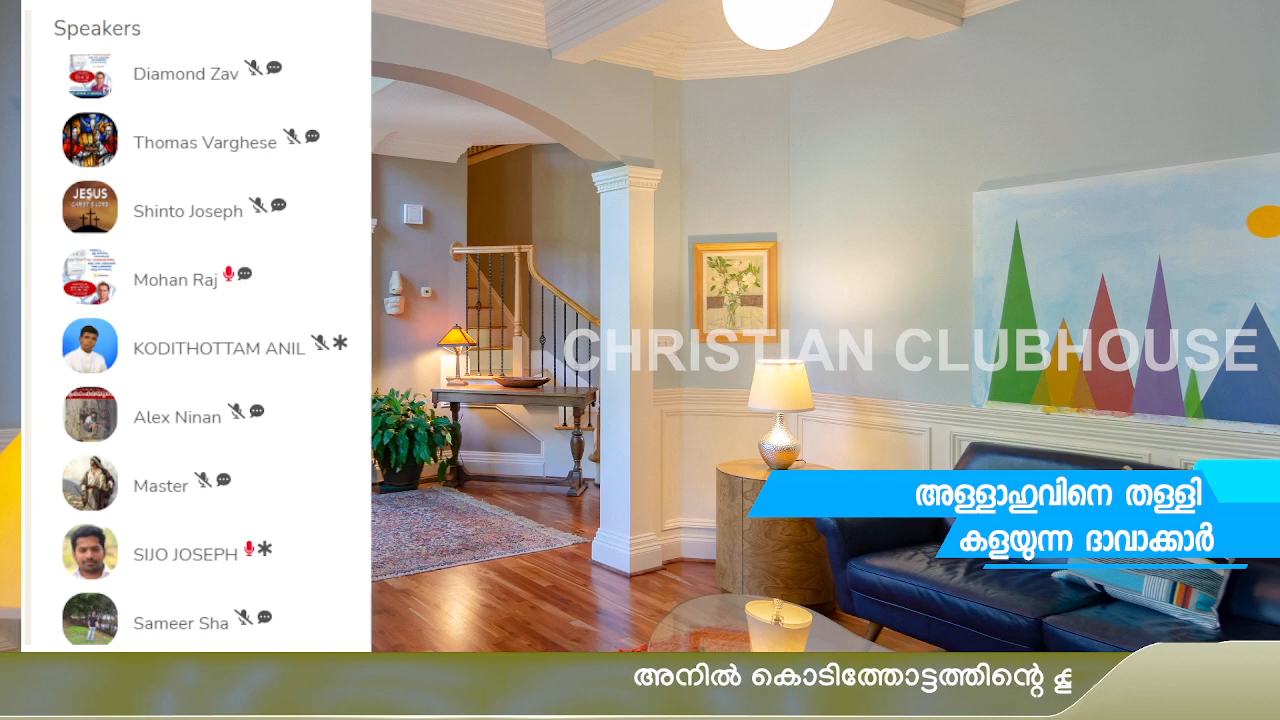 Speakers
Diamond Zav
Thomas Varghese
JESUS
Shinto Joseph
Mohan Raj
KODITHOTTAM ANIL
Alex Ninan
Master
SIJO JOSEPH
Sameer Sha
CHRISTIAN CLUBHOUSE
അള്ളാഹുവിനെ തള്ളി
കളയുന്ന ദാവാക്കാർ
അനിൽ കൊടിത്തോട്ടത്തിന്റെ